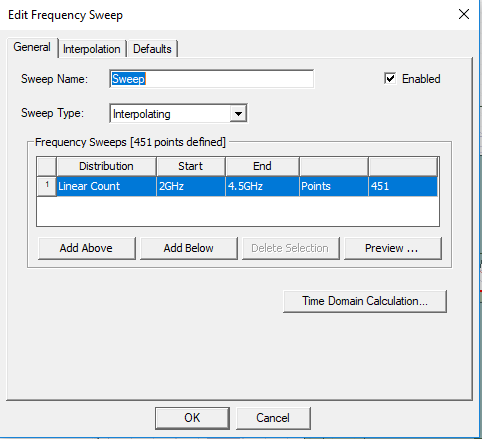 Edit Frequency Sweep
General Interpolation Defaults
Sweep Name: Sweep Enabled
Sweep Type: Interpolating
Frequency Sweeps [451 points defined]
Distribution Start End
1 Linear Count 2GHz 4.5GHz Points 451
Add Above Add Below Delete Selection Preview ...
Time Domain Calculation...
OK Cancel